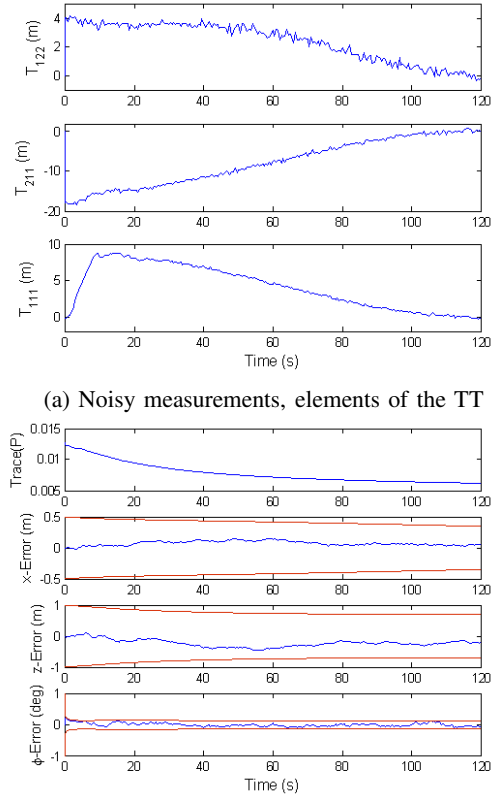 4
2
0
T122 (m)
0 20 40 60 80 100 120
0
-10
-20
T211 (m)
0 20 40 60 80 100 120
10
5
0
T111 (m)
0 20 40 60 80 100 120
Time (s)
(a) Noisy measurements, elements of the TT
0.015
0.01
0.005
Trace(P)
0 20 40 60 80 100 120
0.5
0
-0.5
x-Error (m)
0 20 40 60 80 100 120
1
0
-1
z-Error (m)
0 20 40 60 80 100 120
1
0
-1
ϕ-Error (deg)
0 20 40 60 80 100 120
Time (s)